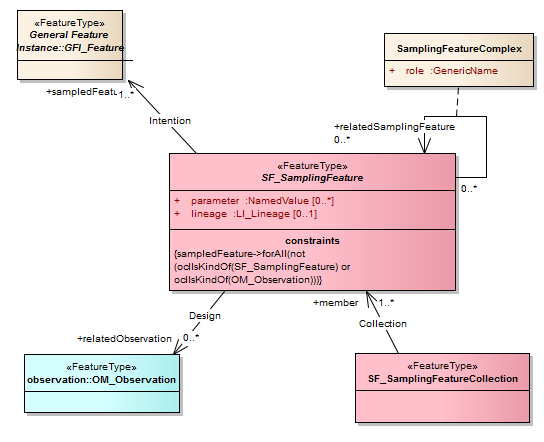 «FeatureType»
General Feature
Instance::GFI_Feature
SamplingFeatureComplex
+ role :GenericName
+sampledFeatu
1..*
Intention
+relatedSamplingFeature
0..*
«FeatureType»
SF_SamplingFeature
+ parameter :NamedValue [0..*]
+ lineage :LI_Lineage [0..1]
0..*
constraints
{sampledFeature->forAll(not
(oclIsKindOf(SF_SamplingFeature) or
oclIsKindOf(OM_Observation)))}
+member
1..*
Design
Collection
+relatedObservation
0..*
«FeatureType»
observation::OM_Observation
«FeatureType»
SF_SamplingFeatureCollection